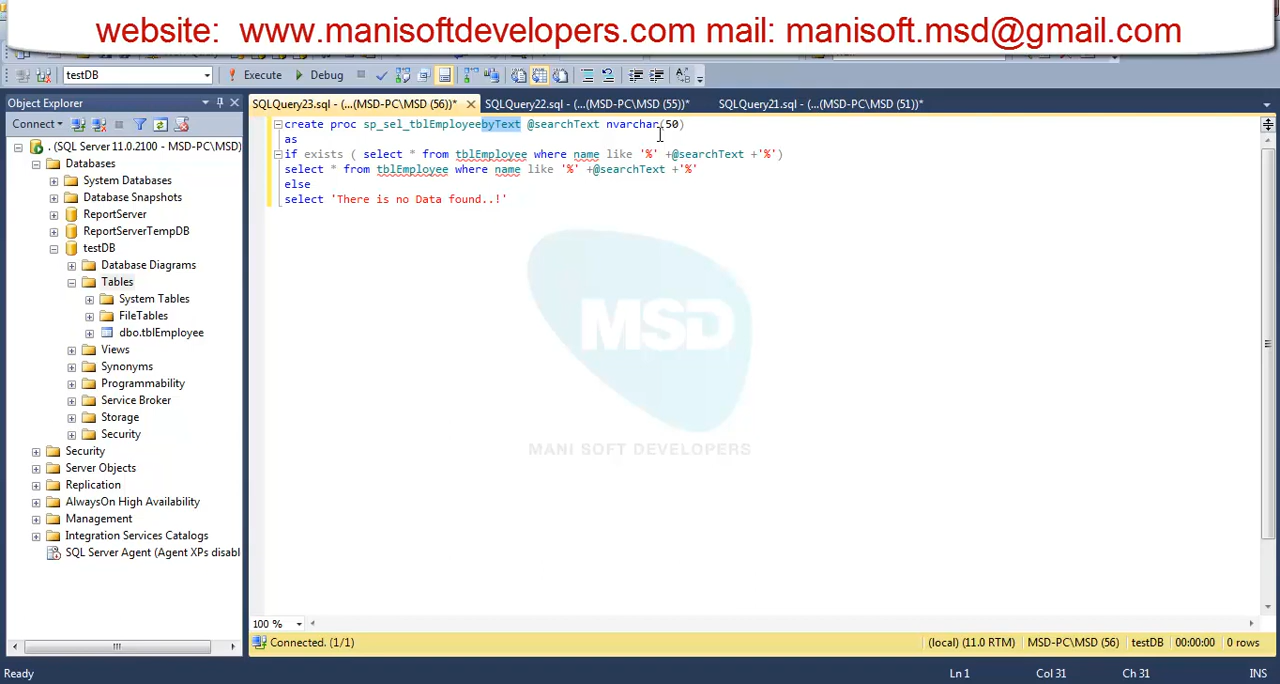 website:  www.manisoftdevelopers.com mail: manisoft.msd@gmail.com
testDB
Execute
Debug
Object Explorer
SQLQuery23.sql - (...(MSD-PC\MSD (56))*
SQLQuery22.sql - (...(MSD-PC\MSD (55))*
SQLQuery21.sql - (...(MSD-PC\MSD (51))*
Connect
. (SQL Server 11.0.2100 - MSD-PC\MSD)
Databases
System Databases
Database Snapshots
ReportServer
ReportServerTempDB
testDB
Database Diagrams
Tables
System Tables
FileTables
dbo.tblEmployee
Views
Synonyms
Programmability
Service Broker
Storage
Security
Security
Server Objects
Replication
AlwaysOn High Availability
Management
Integration Services Catalogs
SQL Server Agent (Agent XPs disabl
create proc sp_sel_tblEmployeebyText @searchText nvarchar(50)
as
if exists ( select * from tblEmployee where name like '%' +@searchText +'%')
select * from tblEmployee where name like '%' +@searchText +'%'
else
select 'There is no Data found..!'
MSD
MANI SOFT DEVELOPERS
100 %
Connected. (1/1)
(local) (11.0 RTM)
MSD-PC\MSD (56)
testDB
00:00:00
0 rows
Ready
Ln 1
Col 31
Ch 31
INS